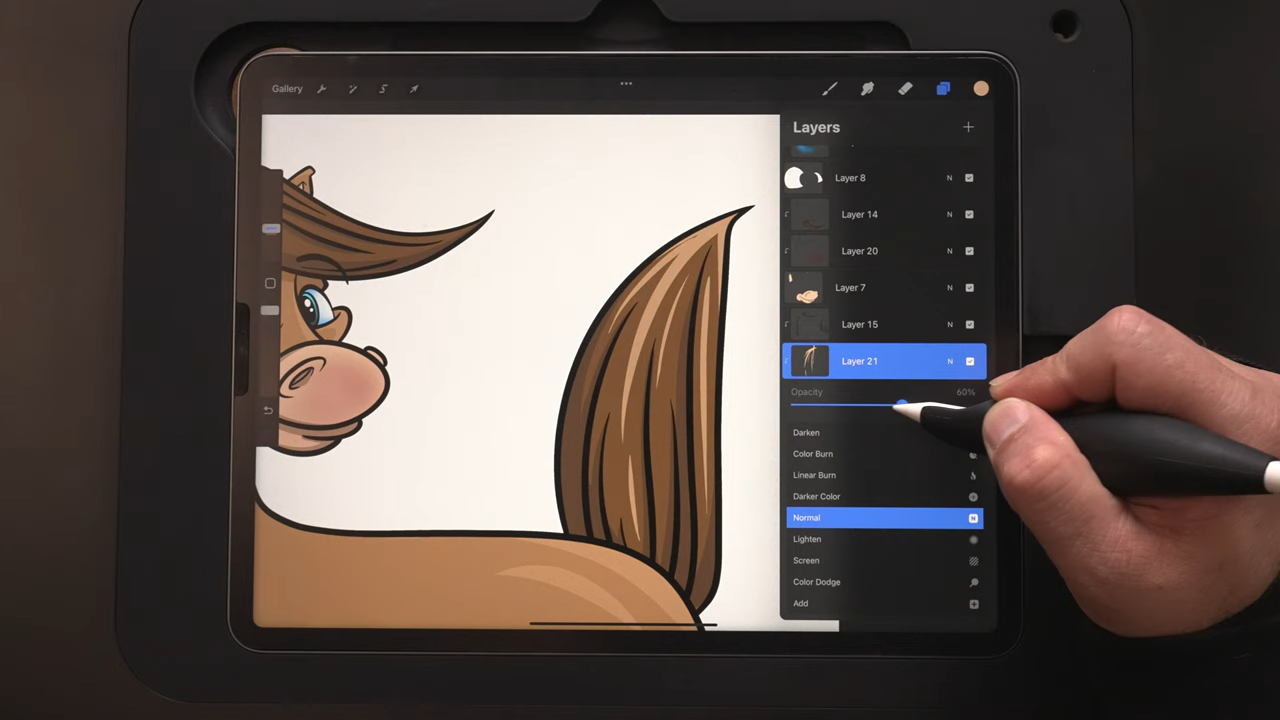 Gallery
Layers
Layer 8 N
Layer 14 N
Layer 20 N
Layer 7 N
Layer 15 N
Layer 21 N
Opacity 60%
Darken
Color Burn
Linear Burn
Darker Color
Normal N
Lighten
Screen
Color Dodge
Add